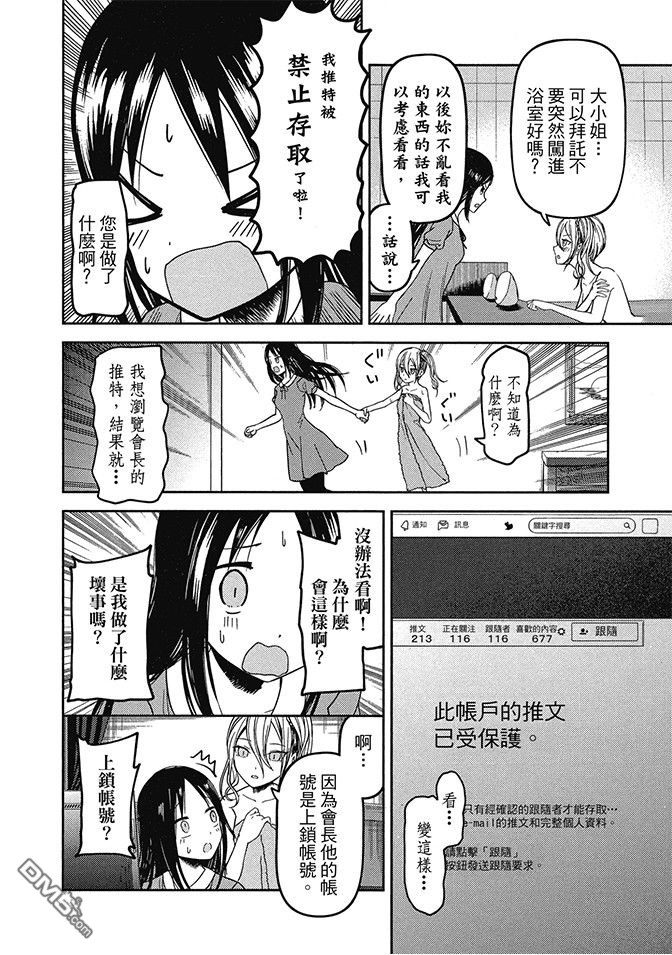 大小姐…
可以拜託不
要突然闖進
浴室好嗎？
以後妳不亂看我
的東西的話我可
以考慮看看，
…話說…
我推特被
禁止存取
了啦！
您是做了
什麼啊？
不知道為
什麼啊？
我想瀏覽會長的
推特，結果就…
通知
訊息
關鍵字搜尋
推文
213
正在關注
116
跟隨者
116
喜歡的內容
677
跟隨
此帳戶的推文
已受保護。
只有經確認的跟隨者才能存取…
e-mail的推文和完整個人資料。
請點擊「跟隨」
按鈕發送跟隨要求。
看…
變這樣…
沒辦法看啊！
為什麼
會這樣啊？
是我做了什麼
壞事嗎？
啊…
因為會長他的帳
號是上鎖帳號。
上鎖帳號？